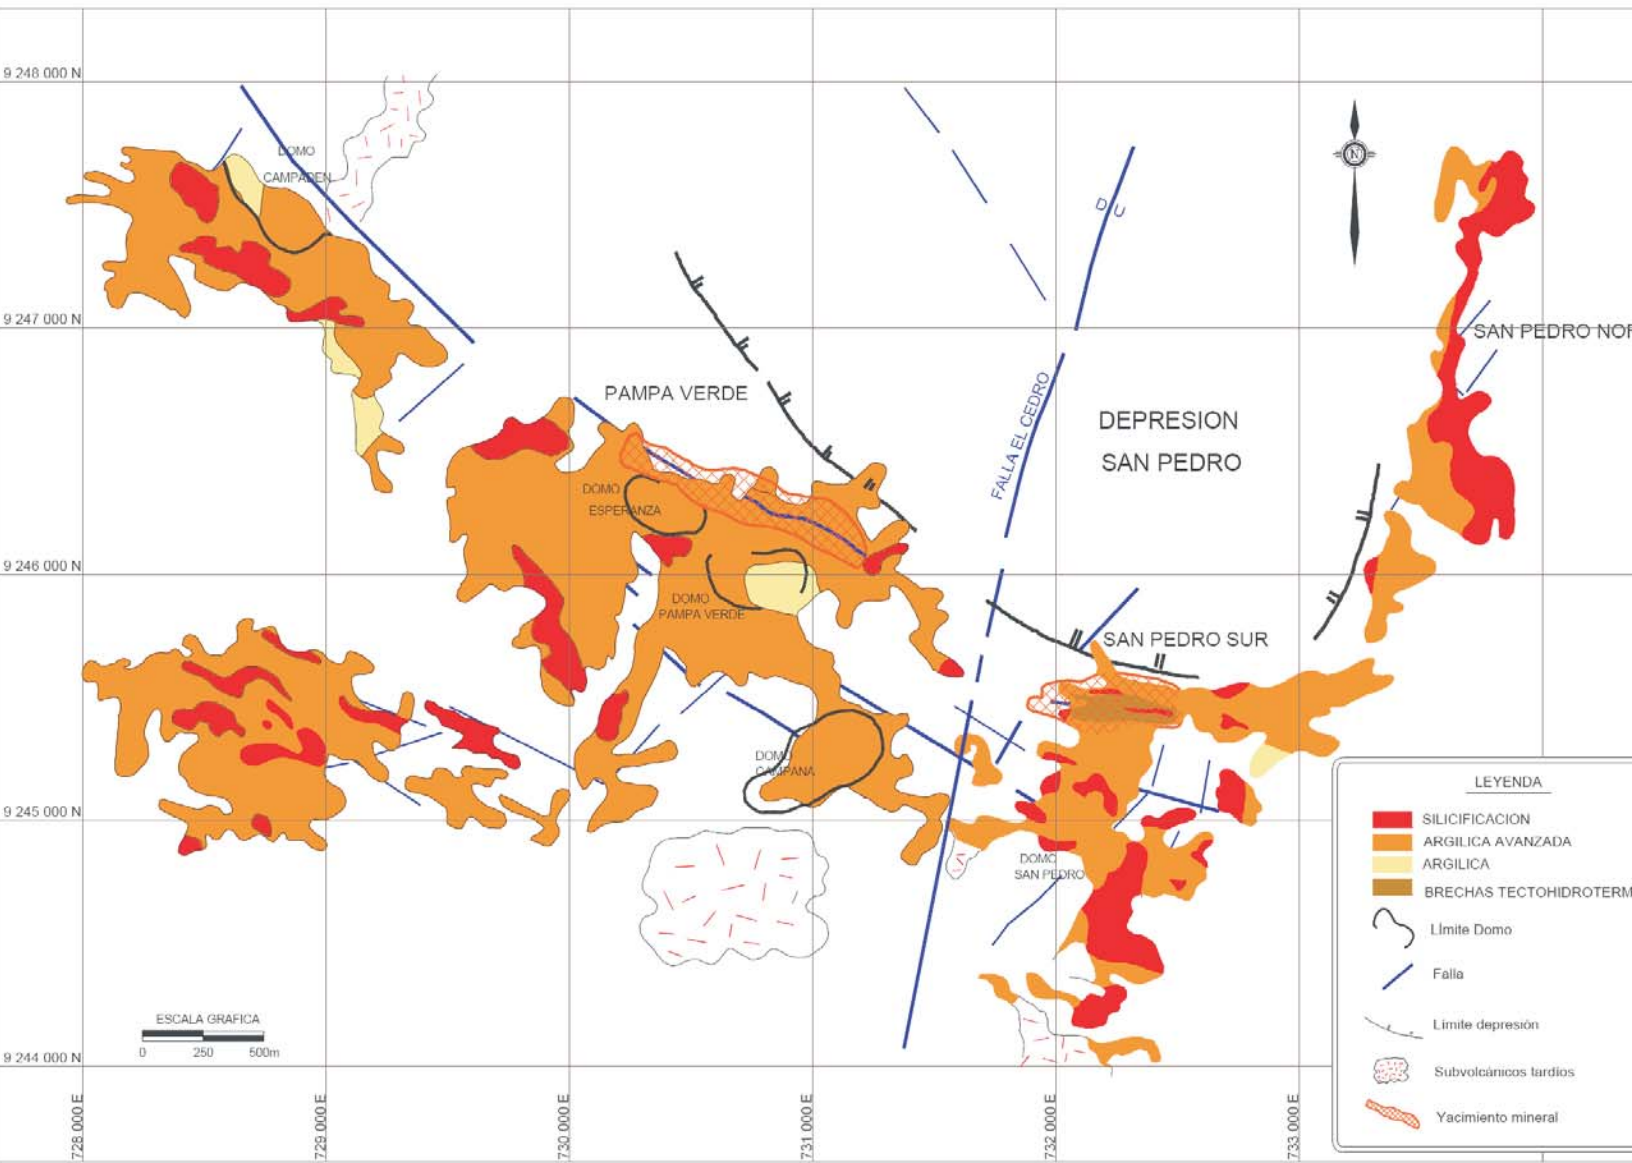 9 248 000 N
DOMO
CAMPADEN
N
D
U
9 247 000 N
SAN PEDRO NOR
PAMPA VERDE
FALLA EL CEDRO
DEPRESION
SAN PEDRO
DOMO
ESPERANZA
9 246 000 N
DOMO
PAMPA VERDE
SAN PEDRO SUR
DOMO
CAMPANA
9 245 000 N
DOMO
SAN PEDRO
LEYENDA
SILICIFICACION
ARGILICA AVANZADA
ARGILICA
BRECHAS TECTOHIDROTERM
Límite Domo
Falla
Límite depresión
Subvolcánicos tardíos
Yacimiento mineral
ESCALA GRAFICA
0 250 500m
9 244 000 N
728 000 E
729 000 E
730 000 E
731 000 E
732 000 E
733 000 E